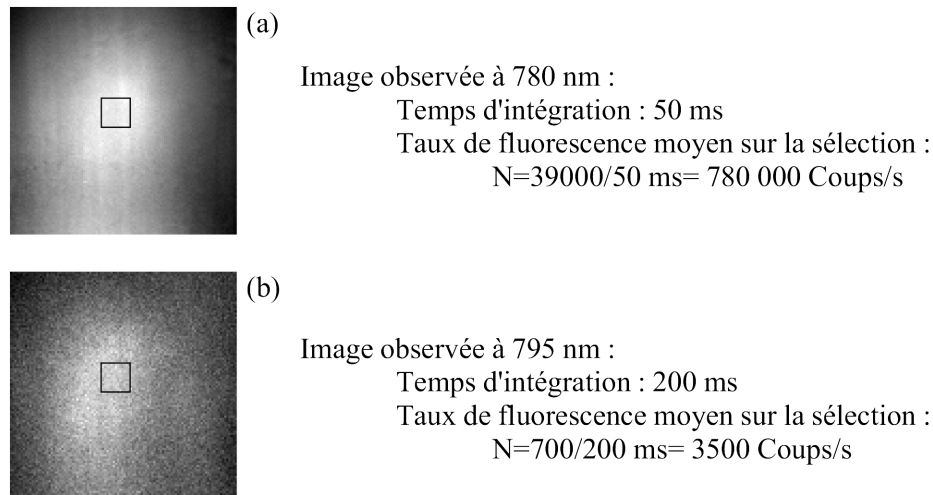 (a)
Image observée à 780 nm :
Temps d'intégration : 50 ms
Taux de fluorescence moyen sur la sélection :
N=39000/50 ms= 780 000 Coups/s
(b)
Image observée à 795 nm :
Temps d'intégration : 200 ms
Taux de fluorescence moyen sur la sélection :
N=700/200 ms= 3500 Coups/s